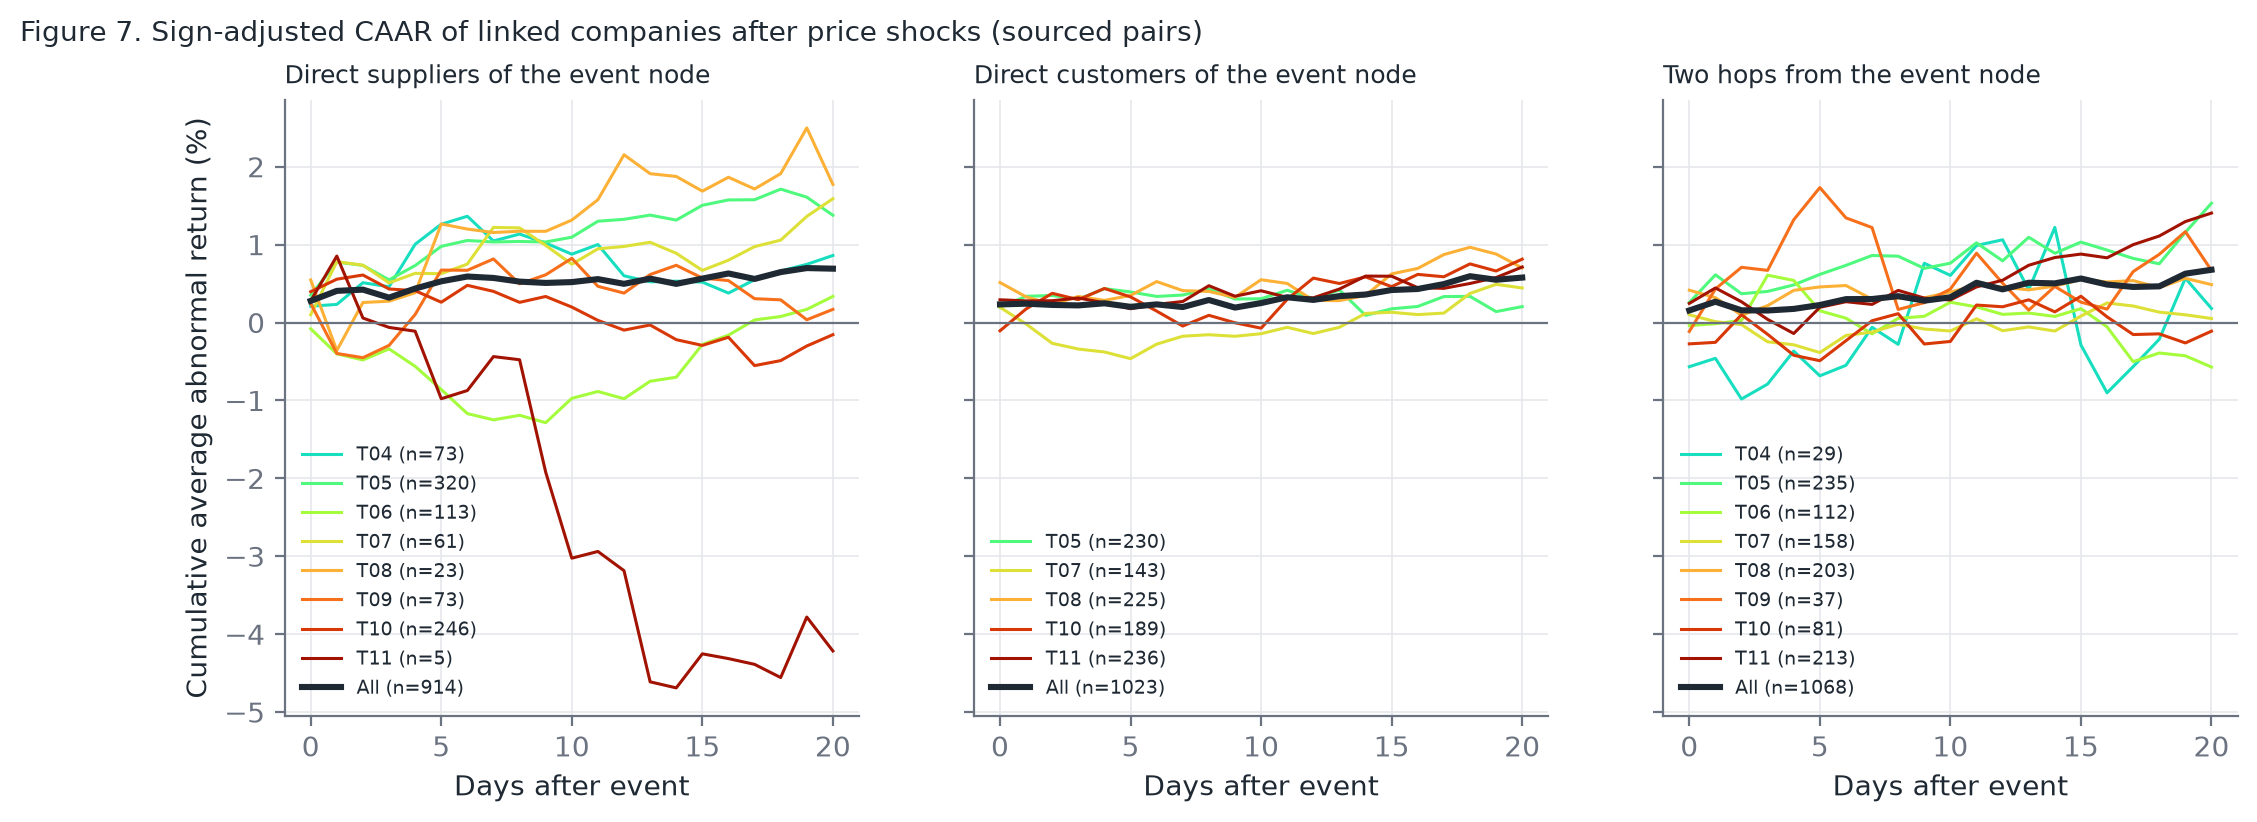 Figure 7. Sign-adjusted CAAR of linked companies after price shocks (sourced pairs)
Direct suppliers of the event node
Cumulative average abnormal return (%)
2
1
0
−1
−2
−3
−4
−5
T04 (n=73)
T05 (n=320)
T06 (n=113)
T07 (n=61)
T08 (n=23)
T09 (n=73)
T10 (n=246)
T11 (n=5)
All (n=914)
0 5 10 15 20
Days after event
Direct customers of the event node
T05 (n=230)
T07 (n=143)
T08 (n=225)
T10 (n=189)
T11 (n=236)
All (n=1023)
0 5 10 15 20
Days after event
Two hops from the event node
T04 (n=29)
T05 (n=235)
T06 (n=112)
T07 (n=158)
T08 (n=203)
T09 (n=37)
T10 (n=81)
T11 (n=213)
All (n=1068)
0 5 10 15 20
Days after event